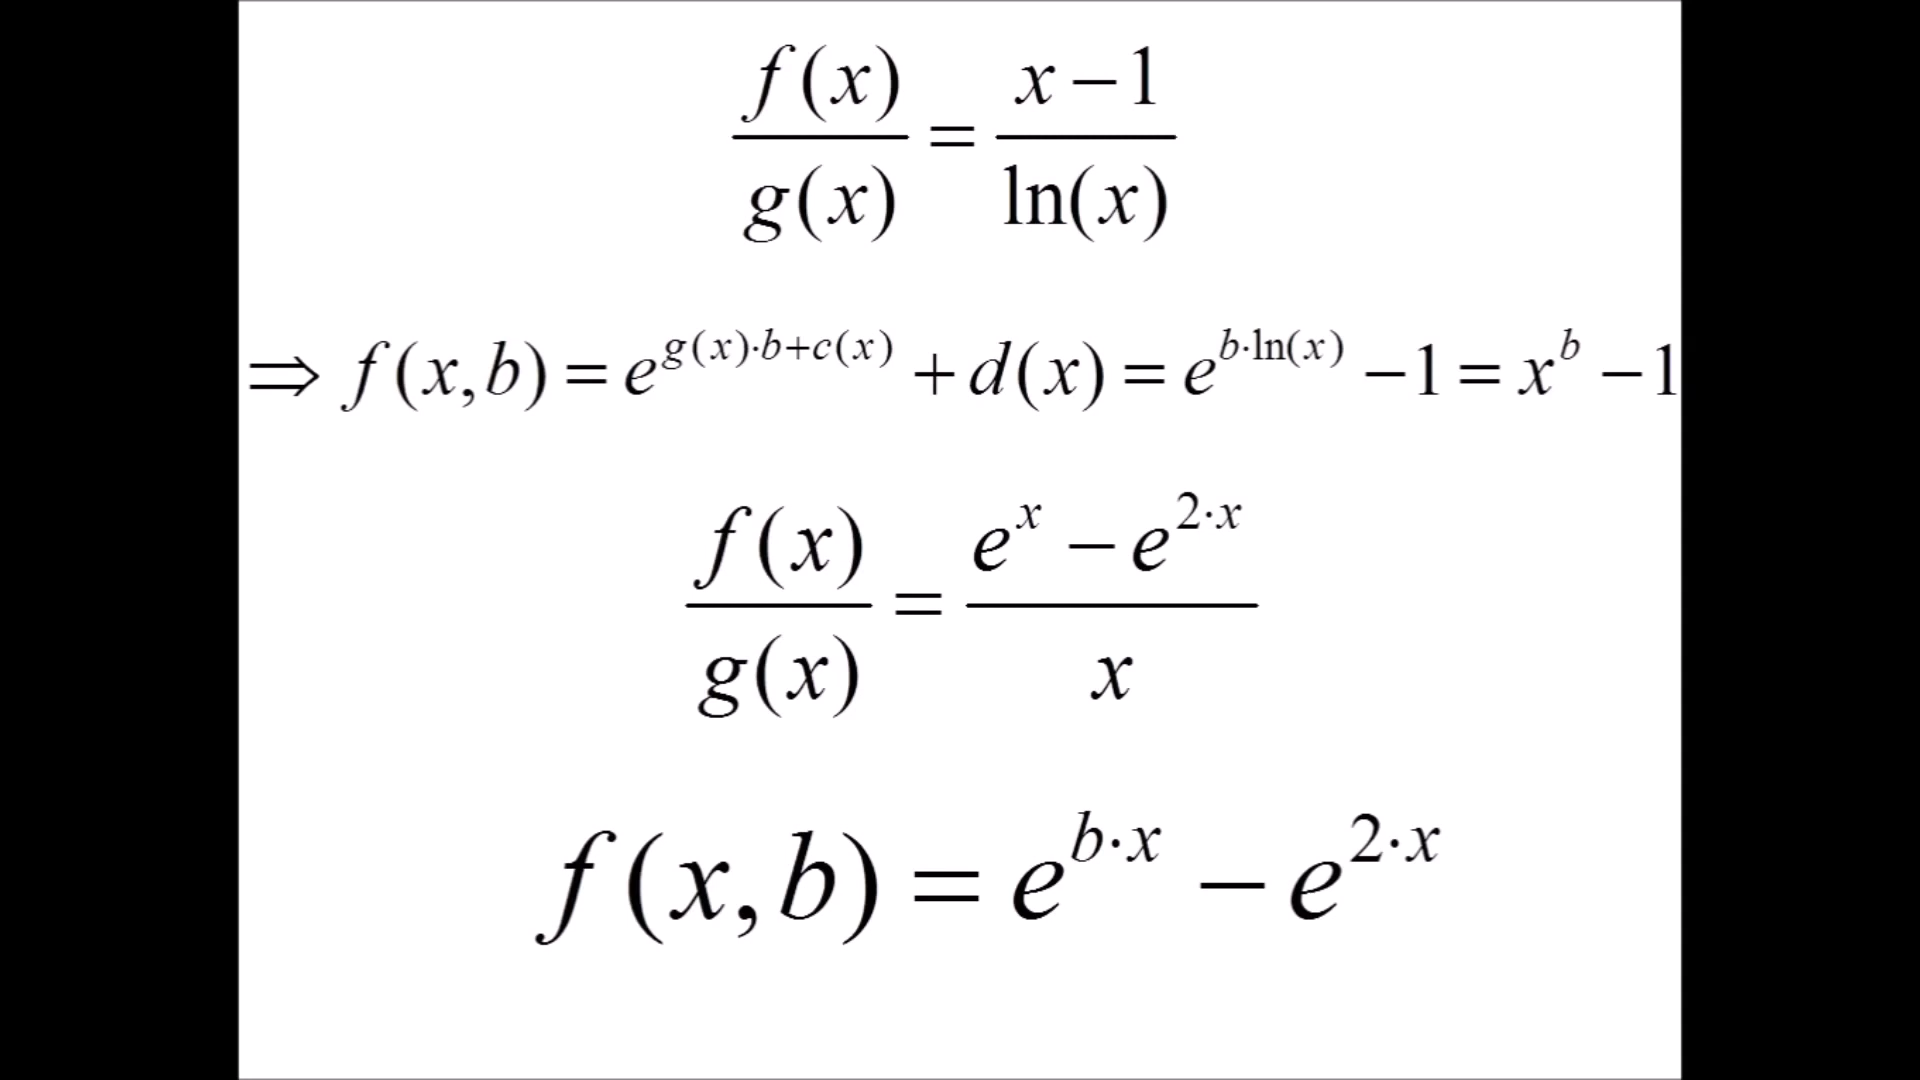 f(x)/g(x) = (x − 1)/ln(x)
⇒ f(x, b) = e^{g(x)·b+c(x)} + d(x) = e^{b·ln(x)} − 1 = x^b − 1
f(x)/g(x) = (e^x − e^{2·x})/x
f(x, b) = e^{b·x} − e^{2·x}